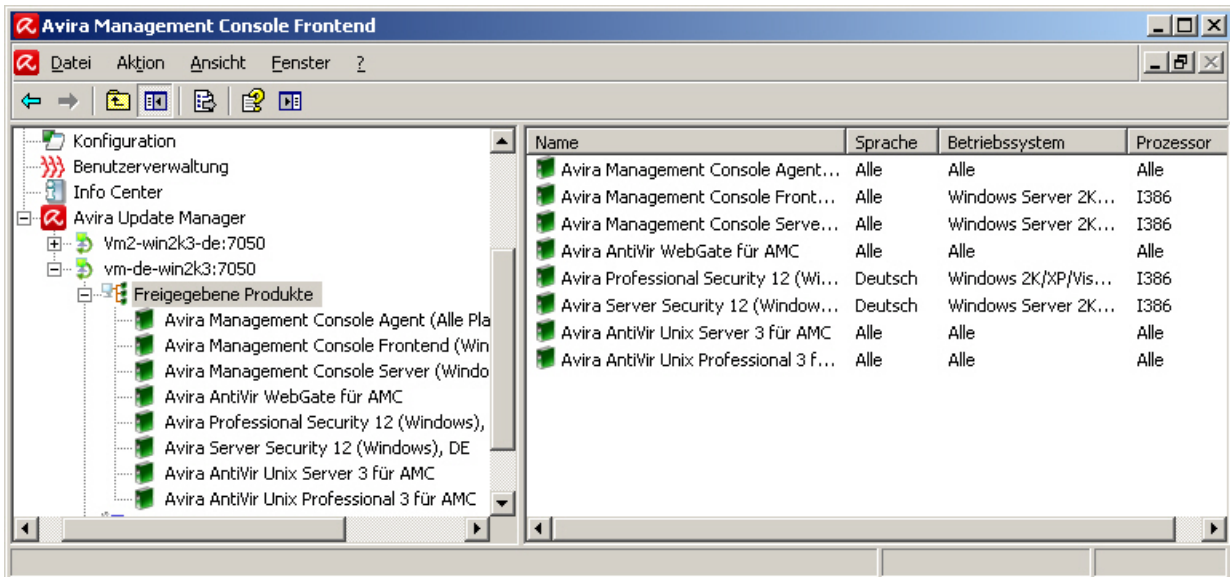 Avira Management Console Frontend
Datei Aktion Ansicht Fenster ?
Konfiguration
Benutzerverwaltung
Info Center
Avira Update Manager
Vm2-win2k3-de:7050
vm-de-win2k3:7050
Freigegebene Produkte
Avira Management Console Agent (Alle Pla
Avira Management Console Frontend (Win
Avira Management Console Server (Windo
Avira AntiVir WebGate für AMC
Avira Professional Security 12 (Windows),
Avira Server Security 12 (Windows), DE
Avira AntiVir Unix Server 3 für AMC
Avira AntiVir Unix Professional 3 für AMC
Name Sprache Betriebssystem Prozessor
Avira Management Console Agent... Alle Alle Alle
Avira Management Console Front... Alle Windows Server 2K... I386
Avira Management Console Serve... Alle Windows Server 2K... I386
Avira AntiVir WebGate für AMC Alle Alle Alle
Avira Professional Security 12 (Wi... Deutsch Windows 2K/XP/Vis... I386
Avira Server Security 12 (Window... Deutsch Windows Server 2K... I386
Avira AntiVir Unix Server 3 für AMC Alle Alle Alle
Avira AntiVir Unix Professional 3 f... Alle Alle Alle